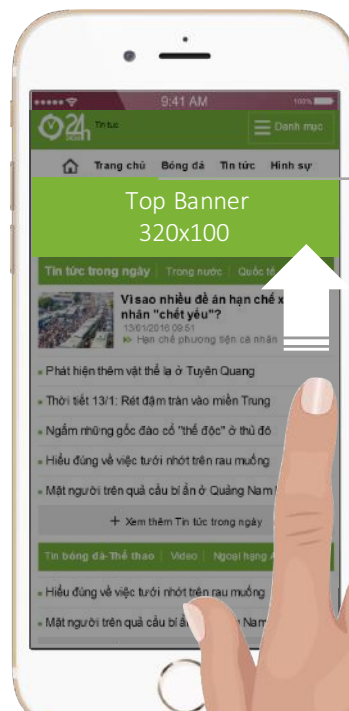 9:41 AM 100%
24h Tin tức Danh mục
Trang chủ Bóng đá Tin tức Hình sự
Top Banner
320x100
Tin tức trong ngày Trong nước Quốc tế
Vì sao nhiều đề án hạn chế x
nhân "chết yểu"?
13/01/2016 09:51
Hạn chế phương tiện cá nhân
Phát hiện thêm vật thể lạ ở Tuyên Quang
Thời tiết 13/1: Rét đậm tràn vào miền Trung
Ngắm những gốc đào cổ "thế độc" ở thủ đô
Hiểu đúng về việc tưới nhớt trên rau muống
Mặt người trên quả cầu bí ẩn ở Quảng Nam
+ Xem thêm Tin tức trong ngày
Tin bóng đá-Thể thao Video Ngoại hạng A
Hiểu đúng về việc tưới nhớt trên rau muống
Mặt người trên quả cầu bí ẩn Nam